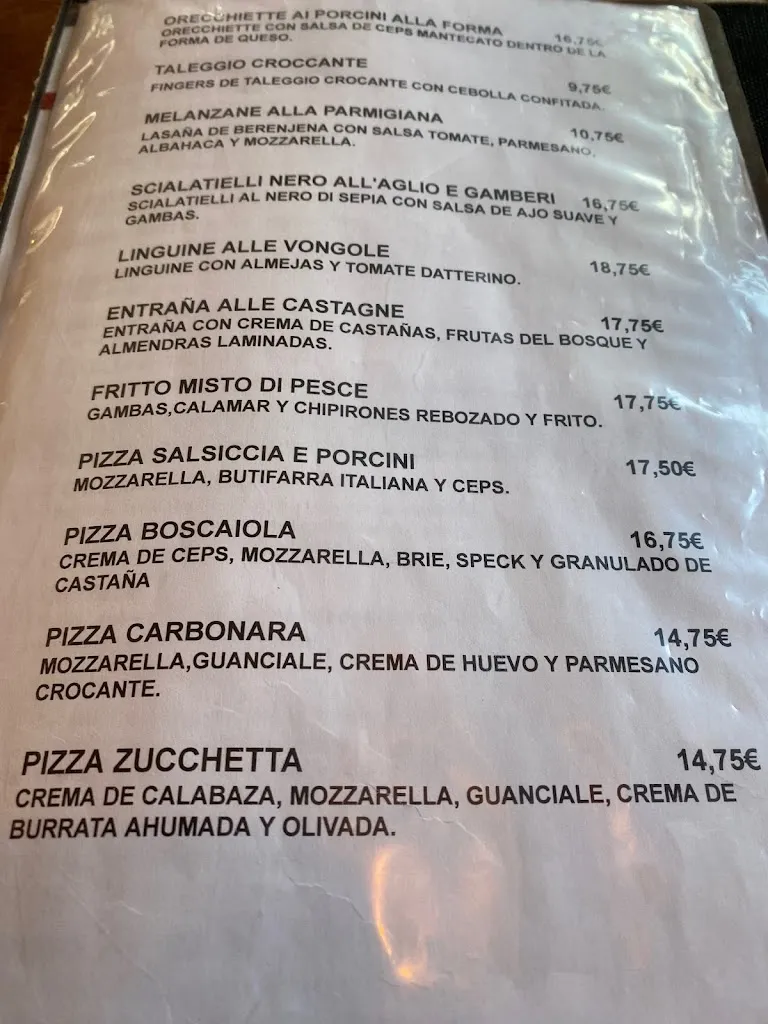 ORECCHIETTE AI PORCINI ALLA FORMA 16,75€
ORECCHIETTE CON SALSA DE CEPS MANTECATO DENTRO DE LA
FORMA DE QUESO.
TALEGGIO CROCCANTE 9,75€
FINGERS DE TALEGGIO CROCANTE CON CEBOLLA CONFITADA.
MELANZANE ALLA PARMIGIANA 10,75€
LASAÑA DE BERENJENA CON SALSA TOMATE, PARMESANO,
ALBAHACA Y MOZZARELLA.
SCIALATIELLI NERO ALL'AGLIO E GAMBERI 16,75€
SCIALATIELLI AL NERO DI SEPIA CON SALSA DE AJO SUAVE Y
GAMBAS.
LINGUINE ALLE VONGOLE 18,75€
LINGUINE CON ALMEJAS Y TOMATE DATTERINO.
ENTRAÑA ALLE CASTAGNE 17,75€
ENTRAÑA CON CREMA DE CASTAÑAS, FRUTAS DEL BOSQUE Y
ALMENDRAS LAMINADAS.
FRITTO MISTO DI PESCE 17,75€
GAMBAS,CALAMAR Y CHIPIRONES REBOZADO Y FRITO.
PIZZA SALSICCIA E PORCINI 17,50€
MOZZARELLA, BUTIFARRA ITALIANA Y CEPS.
PIZZA BOSCAIOLA 16,75€
CREMA DE CEPS, MOZZARELLA, BRIE, SPECK Y GRANULADO DE
CASTAÑA
PIZZA CARBONARA 14,75€
MOZZARELLA,GUANCIALE, CREMA DE HUEVO Y PARMESANO
CROCANTE.
PIZZA ZUCCHETTA 14,75€
CREMA DE CALABAZA, MOZZARELLA, GUANCIALE, CREMA DE
BURRATA AHUMADA Y OLIVADA.